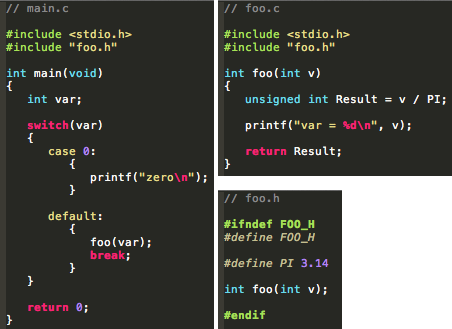 // main.c
#include <stdio.h>
#include "foo.h"
int main(void)
{
int var;
switch(var)
{
case 0:
{
printf("zero\n");
}
default:
{
foo(var);
break;
}
}
return 0;
}
// foo.c
#include <stdio.h>
#include "foo.h"
int foo(int v)
{
unsigned int Result = v / PI;
printf("var = %d\n", v);
return Result;
}
// foo.h
#ifndef FOO_H
#define FOO_H
#define PI 3.14
int foo(int v);
#endif